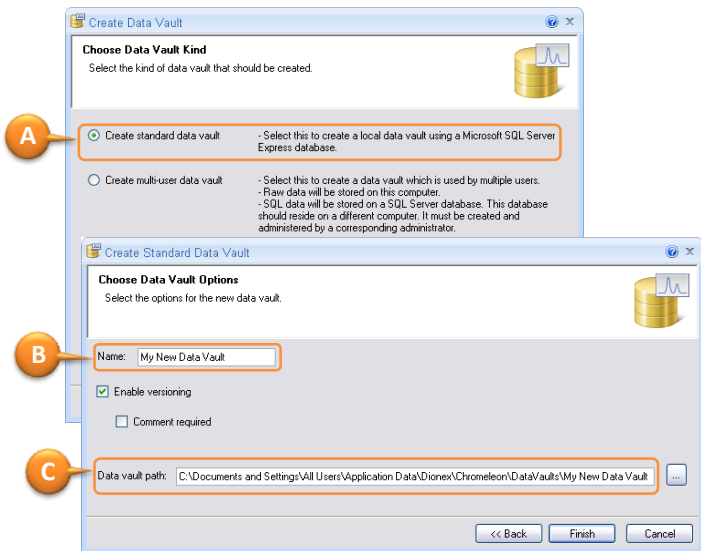 Create Data Vault
Choose Data Vault Kind
Select the kind of data vault that should be created.
A
Create standard data vault
- Select this to create a local data vault using a Microsoft SQL Server
Express database.
Create multi-user data vault
- Select this to create a data vault which is used by multiple users.
- Raw data will be stored on this computer.
- SQL data will be stored on a SQL Server database. This database
should reside on a different computer. It must be created and
administered by a corresponding administrator.
Create Standard Data Vault
Choose Data Vault Options
Select the options for the new data vault.
B
Name: My New Data Vault
Enable versioning
Comment required
C
Data vault path: C:\Documents and Settings\All Users\Application Data\Dionex\Chromeleon\DataVaults\My New Data Vault ...
<< Back Finish Cancel